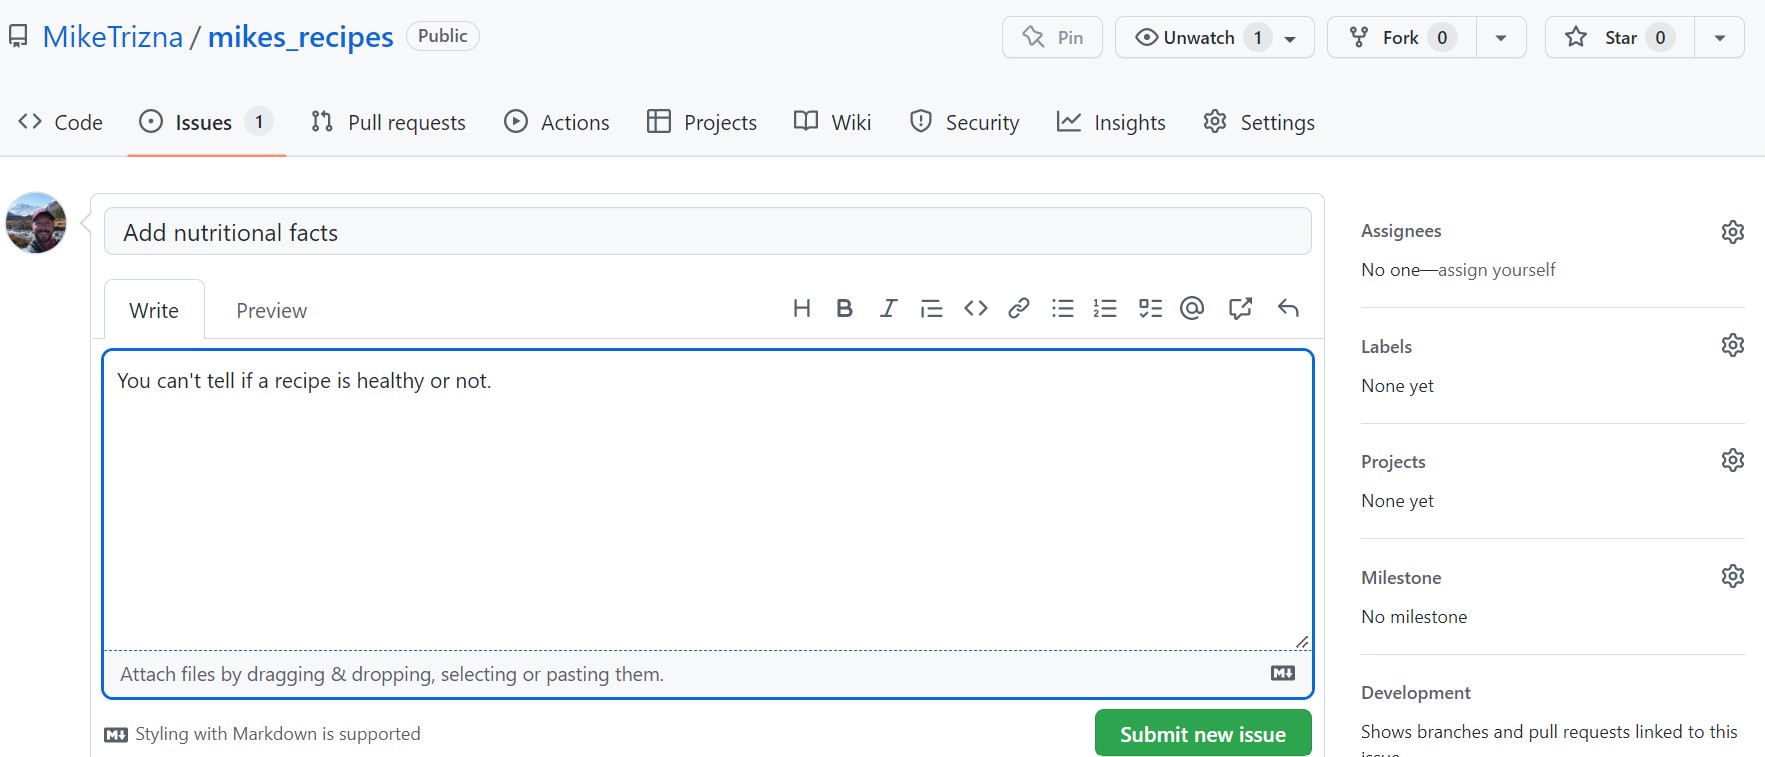 MikeTrizna / mikes_recipes Public Pin Unwatch 1 Fork 0 Star 0
Code Issues 1 Pull requests Actions Projects Wiki Security Insights Settings
Add nutritional facts
Write Preview
You can't tell if a recipe is healthy or not.
Attach files by dragging & dropping, selecting or pasting them.
Styling with Markdown is supported
Submit new issue
Assignees
No one—assign yourself
Labels
None yet
Projects
None yet
Milestone
No milestone
Development
Shows branches and pull requests linked to this